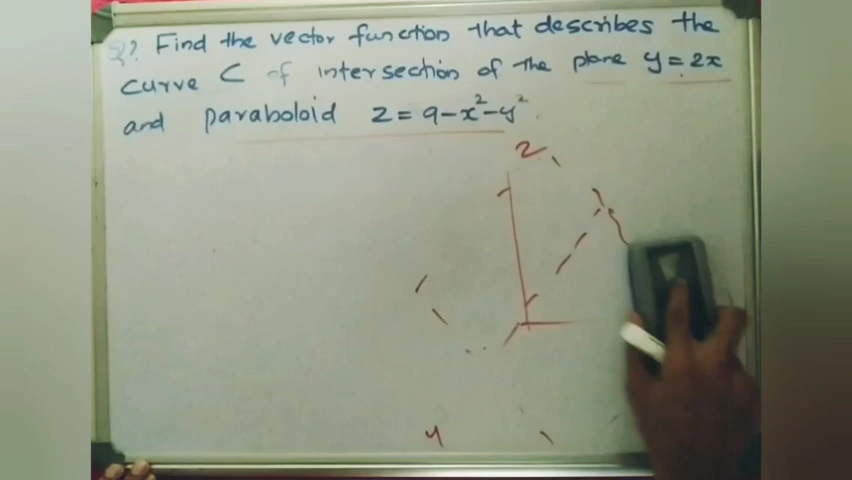 Q? Find the vector function that describes the
curve C of intersection of the plane y = 2x
and paraboloid z = 9 - x² - y².
z
y